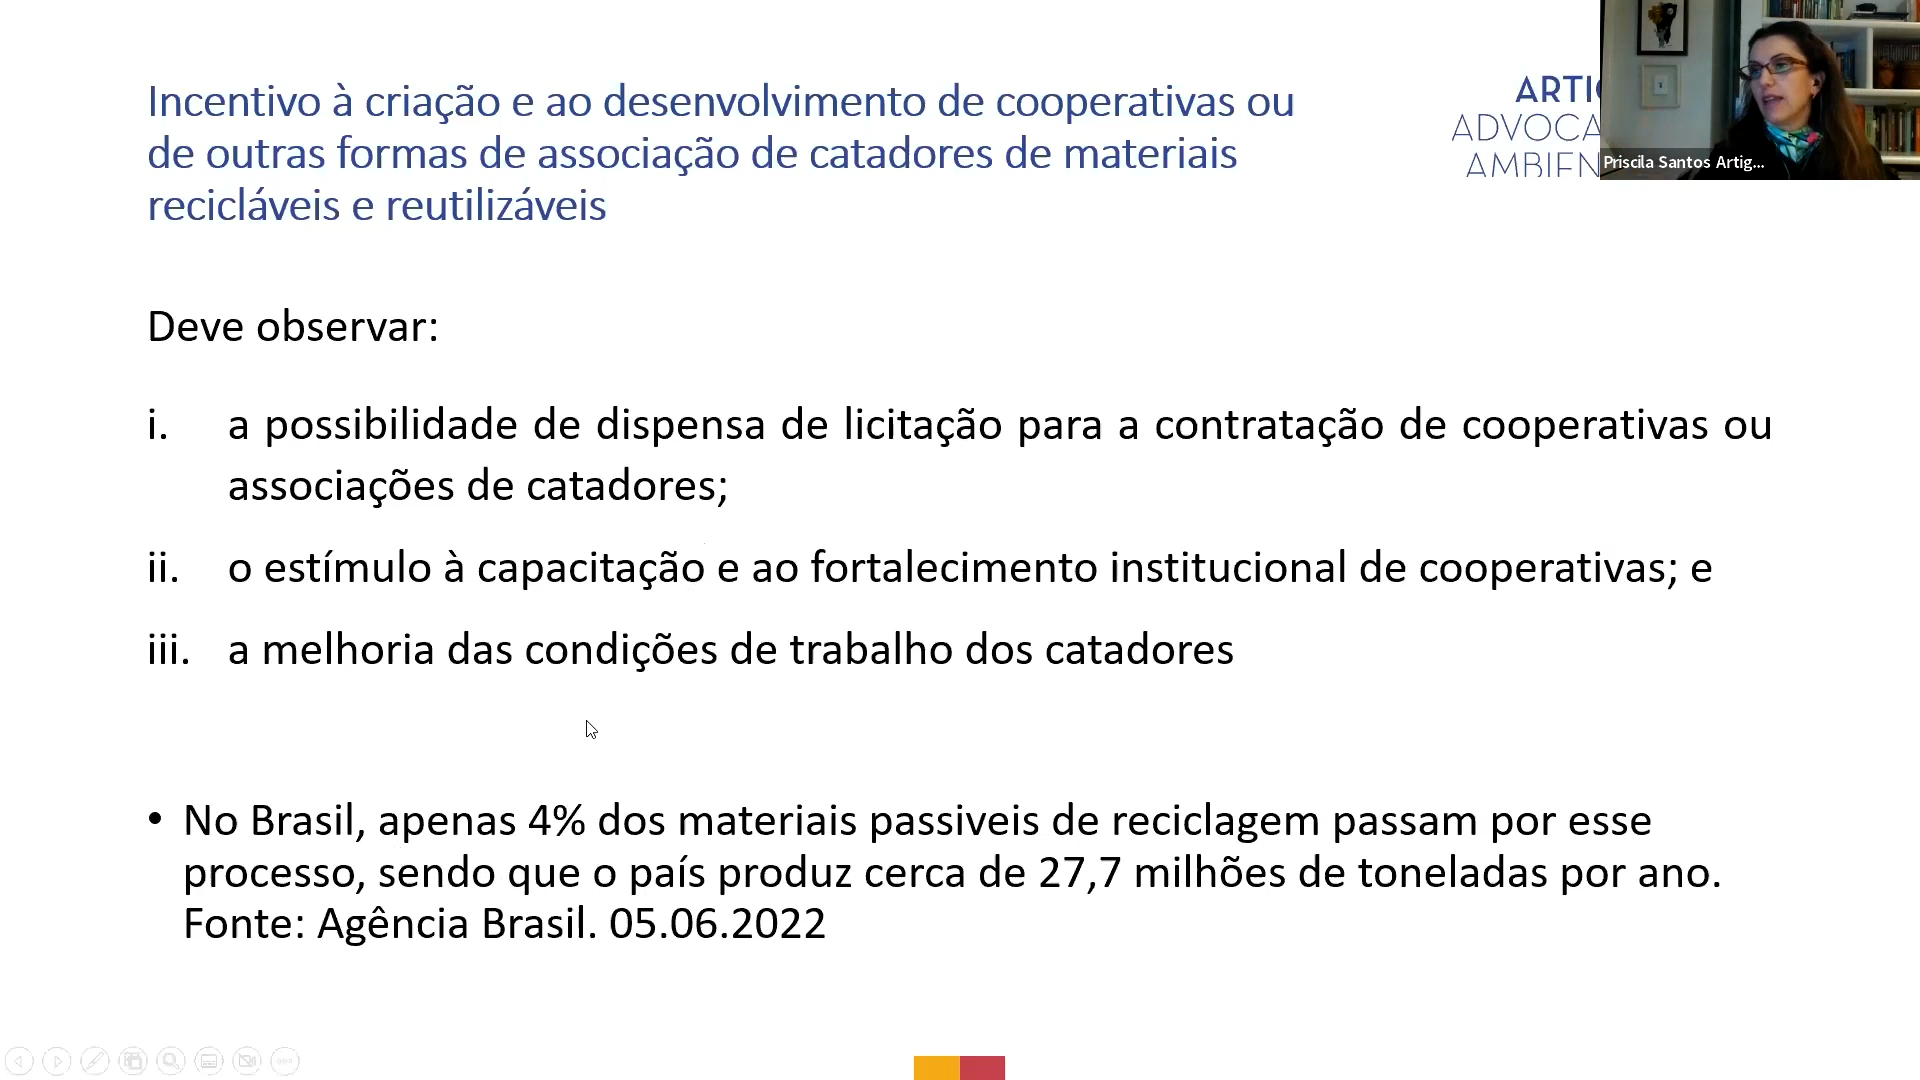 Incentivo à criação e ao desenvolvimento de cooperativas ou
de outras formas de associação de catadores de materiais
recicláveis e reutilizáveis
ARTI
ADVOCA
AMBIEN
Priscila Santos Artig...
Deve observar:
i. a possibilidade de dispensa de licitação para a contratação de cooperativas ou
associações de catadores;
ii. o estímulo à capacitação e ao fortalecimento institucional de cooperativas; e
iii. a melhoria das condições de trabalho dos catadores
• No Brasil, apenas 4% dos materiais passiveis de reciclagem passam por esse
processo, sendo que o país produz cerca de 27,7 milhões de toneladas por ano.
Fonte: Agência Brasil. 05.06.2022